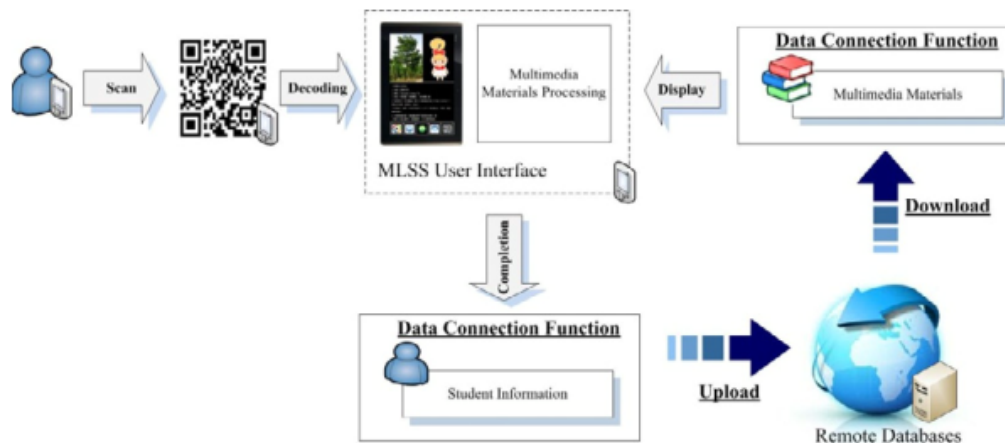 Scan
Decoding
Multimedia
Materials Processing
MLSS User Interface
Display
Data Connection Function
Multimedia Materials
Download
Completion
Data Connection Function
Student Information
Upload
Remote Databases